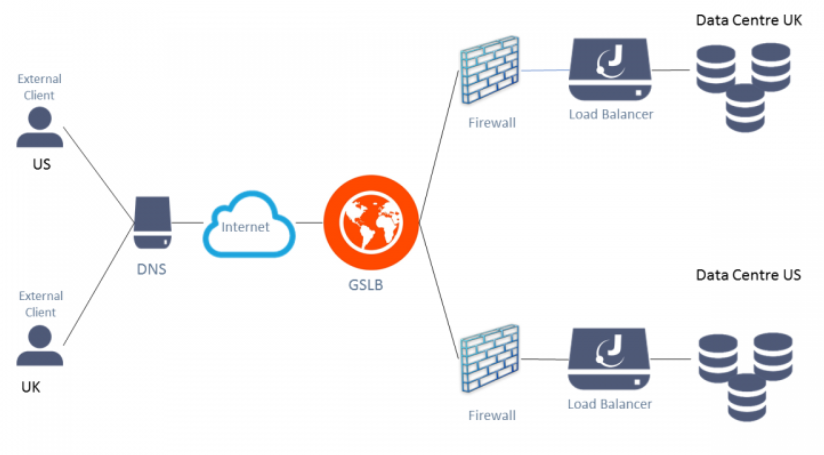 Data Centre UK
External
Client
US
Firewall
Load Balancer
Internet
DNS
GSLB
Data Centre US
External
Client
UK
Firewall
Load Balancer